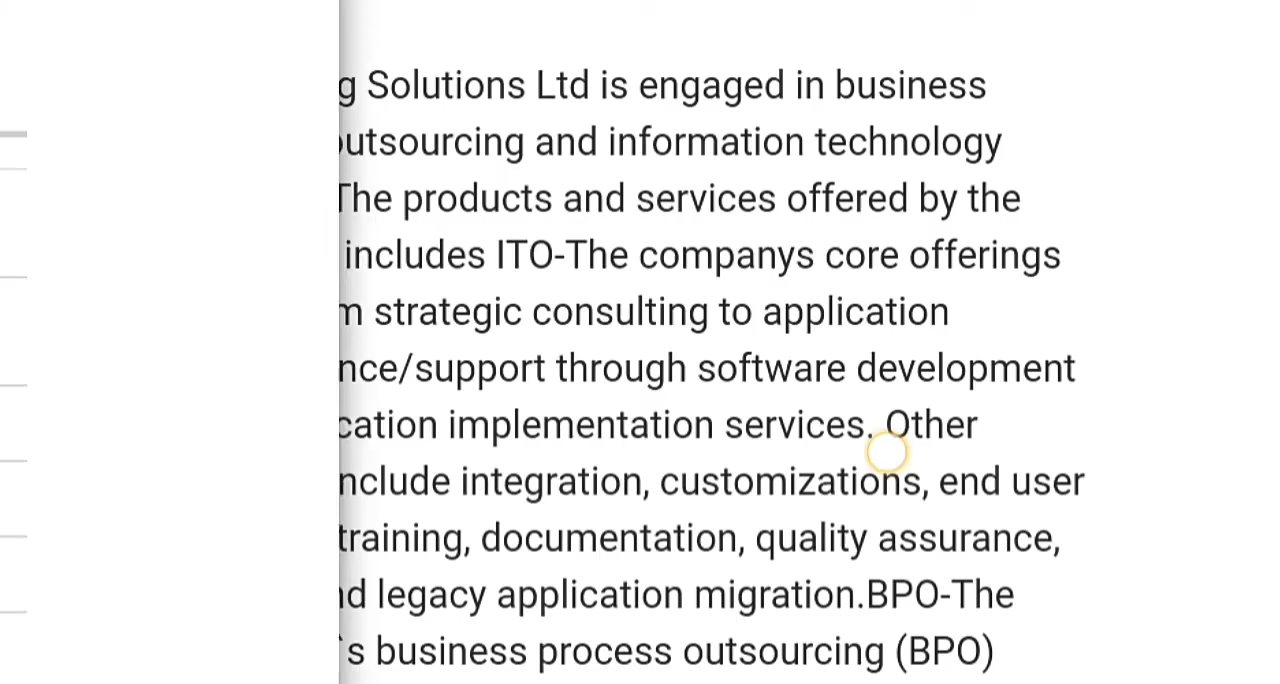 g Solutions Ltd is engaged in business
utsourcing and information technology
The products and services offered by the
includes ITO-The companys core offerings
m strategic consulting to application
nce/support through software development
cation implementation services. Other
nclude integration, customizations, end user
training, documentation, quality assurance,
nd legacy application migration.BPO-The
`s business process outsourcing (BPO)